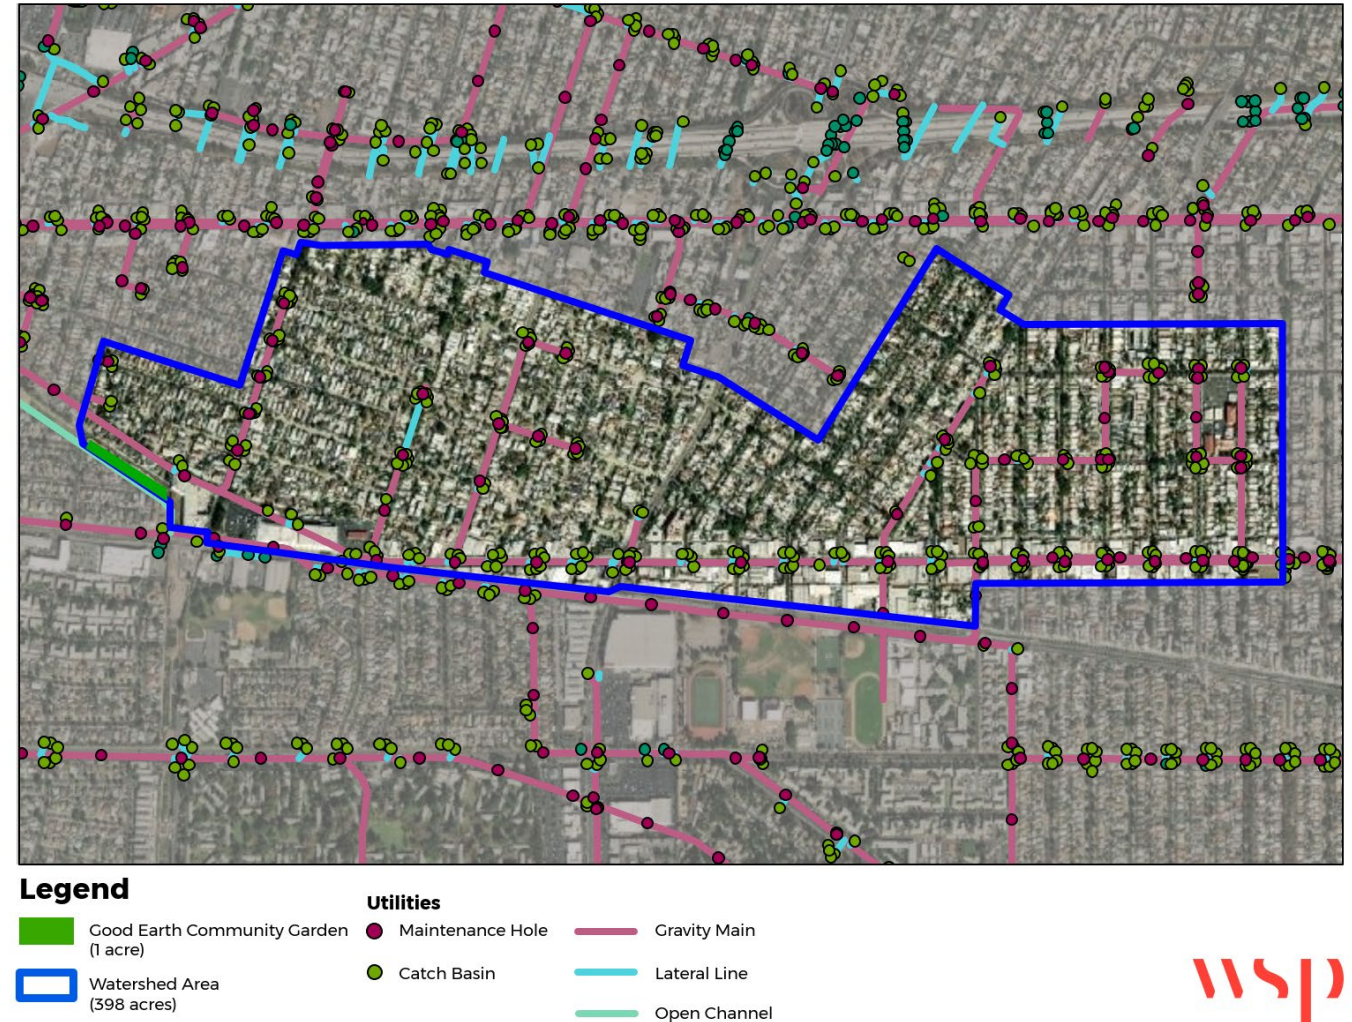 Legend
Good Earth Community Garden
(1 acre)
Watershed Area
(398 acres)
Utilities
Maintenance Hole
Catch Basin
Gravity Main
Lateral Line
Open Channel
wsp